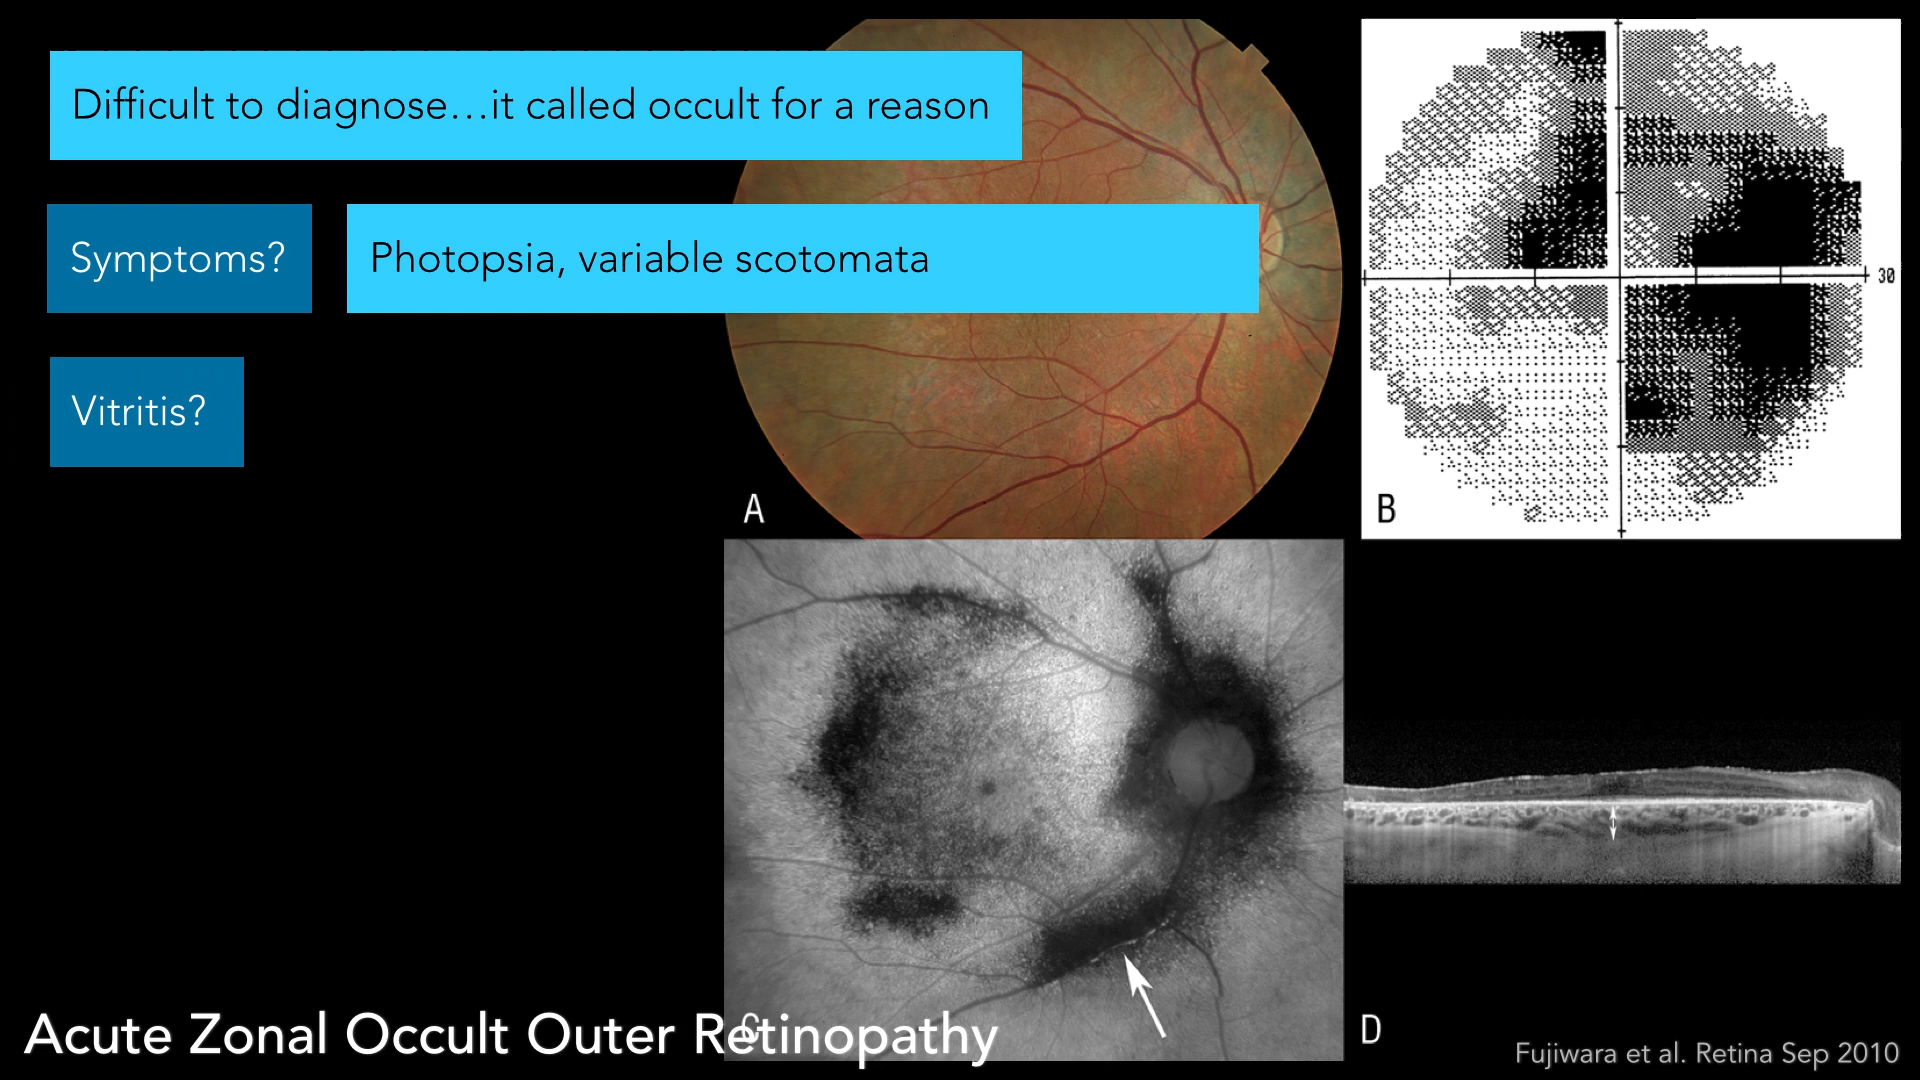 Difficult to diagnose…it called occult for a reason
Symptoms?
Photopsia, variable scotomata
Vitritis?
30
A
B
C
D
Acute Zonal Occult Outer Retinopathy
Fujiwara et al. Retina Sep 2010